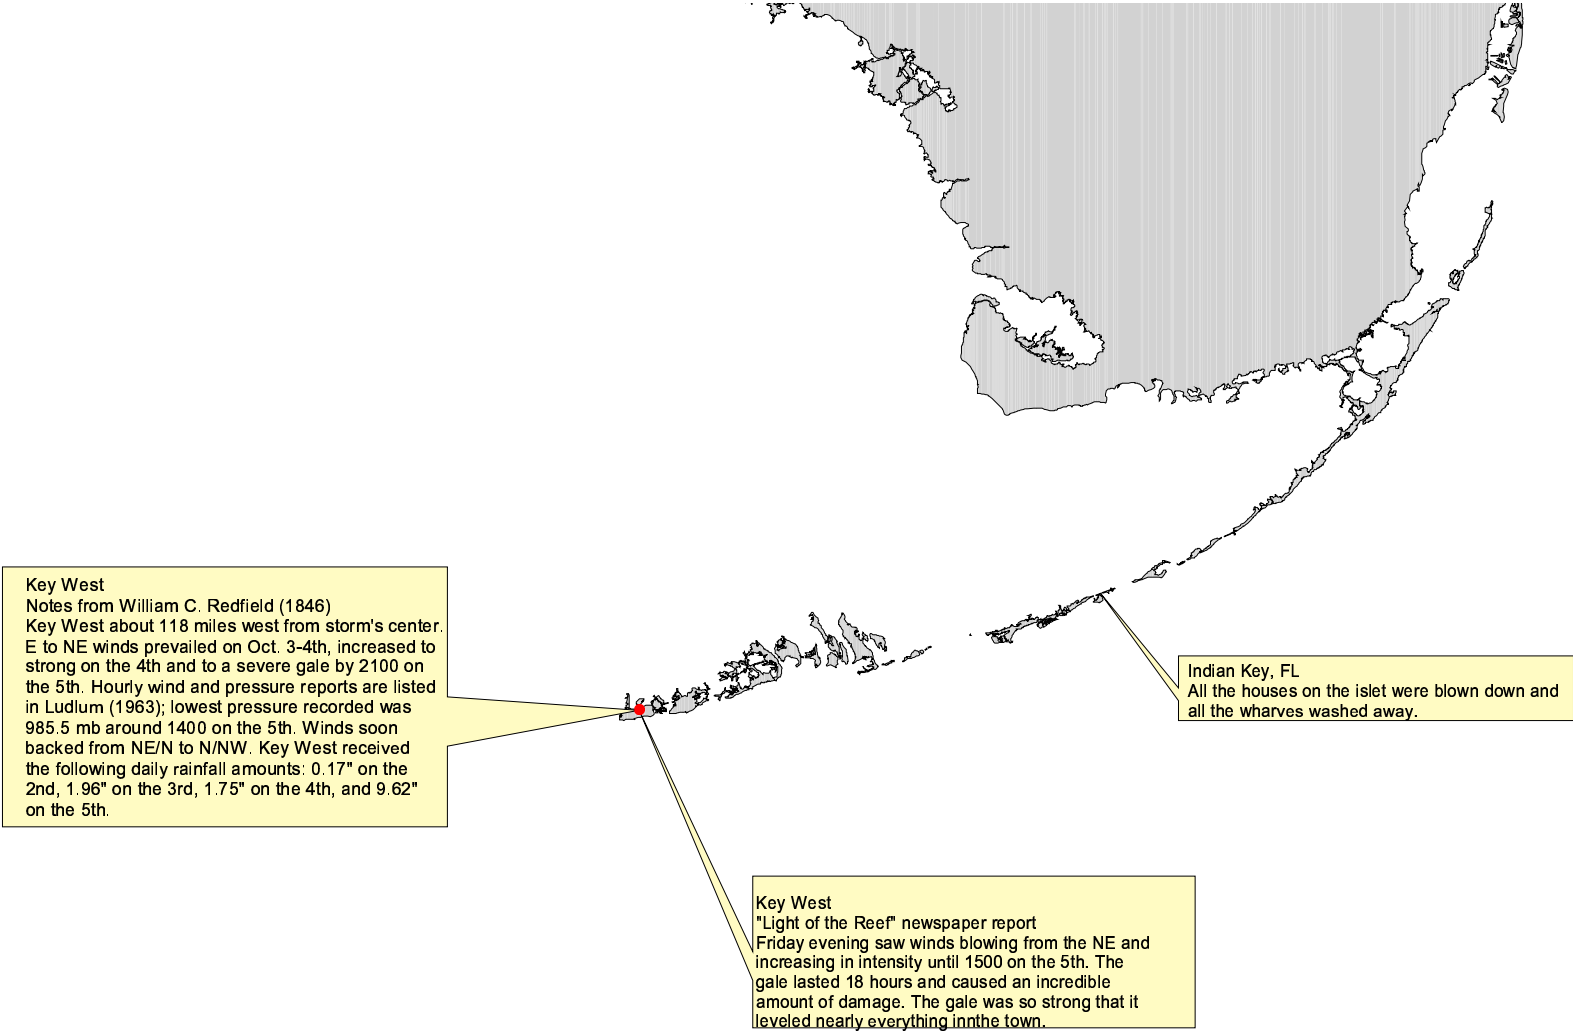 Key West
Notes from William C. Redfield (1846)
Key West about 118 miles west from storm's center.
E to NE winds prevailed on Oct. 3-4th, increased to
strong on the 4th and to a severe gale by 2100 on
the 5th. Hourly wind and pressure reports are listed
in Ludlum (1963); lowest pressure recorded was
985.5 mb around 1400 on the 5th. Winds soon
backed from NE/N to N/NW. Key West received
the following daily rainfall amounts: 0.17" on the
2nd, 1.96" on the 3rd, 1.75" on the 4th, and 9.62"
on the 5th.
Indian Key, FL
All the houses on the islet were blown down and
all the wharves washed away.
Key West
"Light of the Reef" newspaper report
Friday evening saw winds blowing from the NE and
increasing in intensity until 1500 on the 5th. The
gale lasted 18 hours and caused an incredible
amount of damage. The gale was so strong that it
leveled nearly everything innthe town.